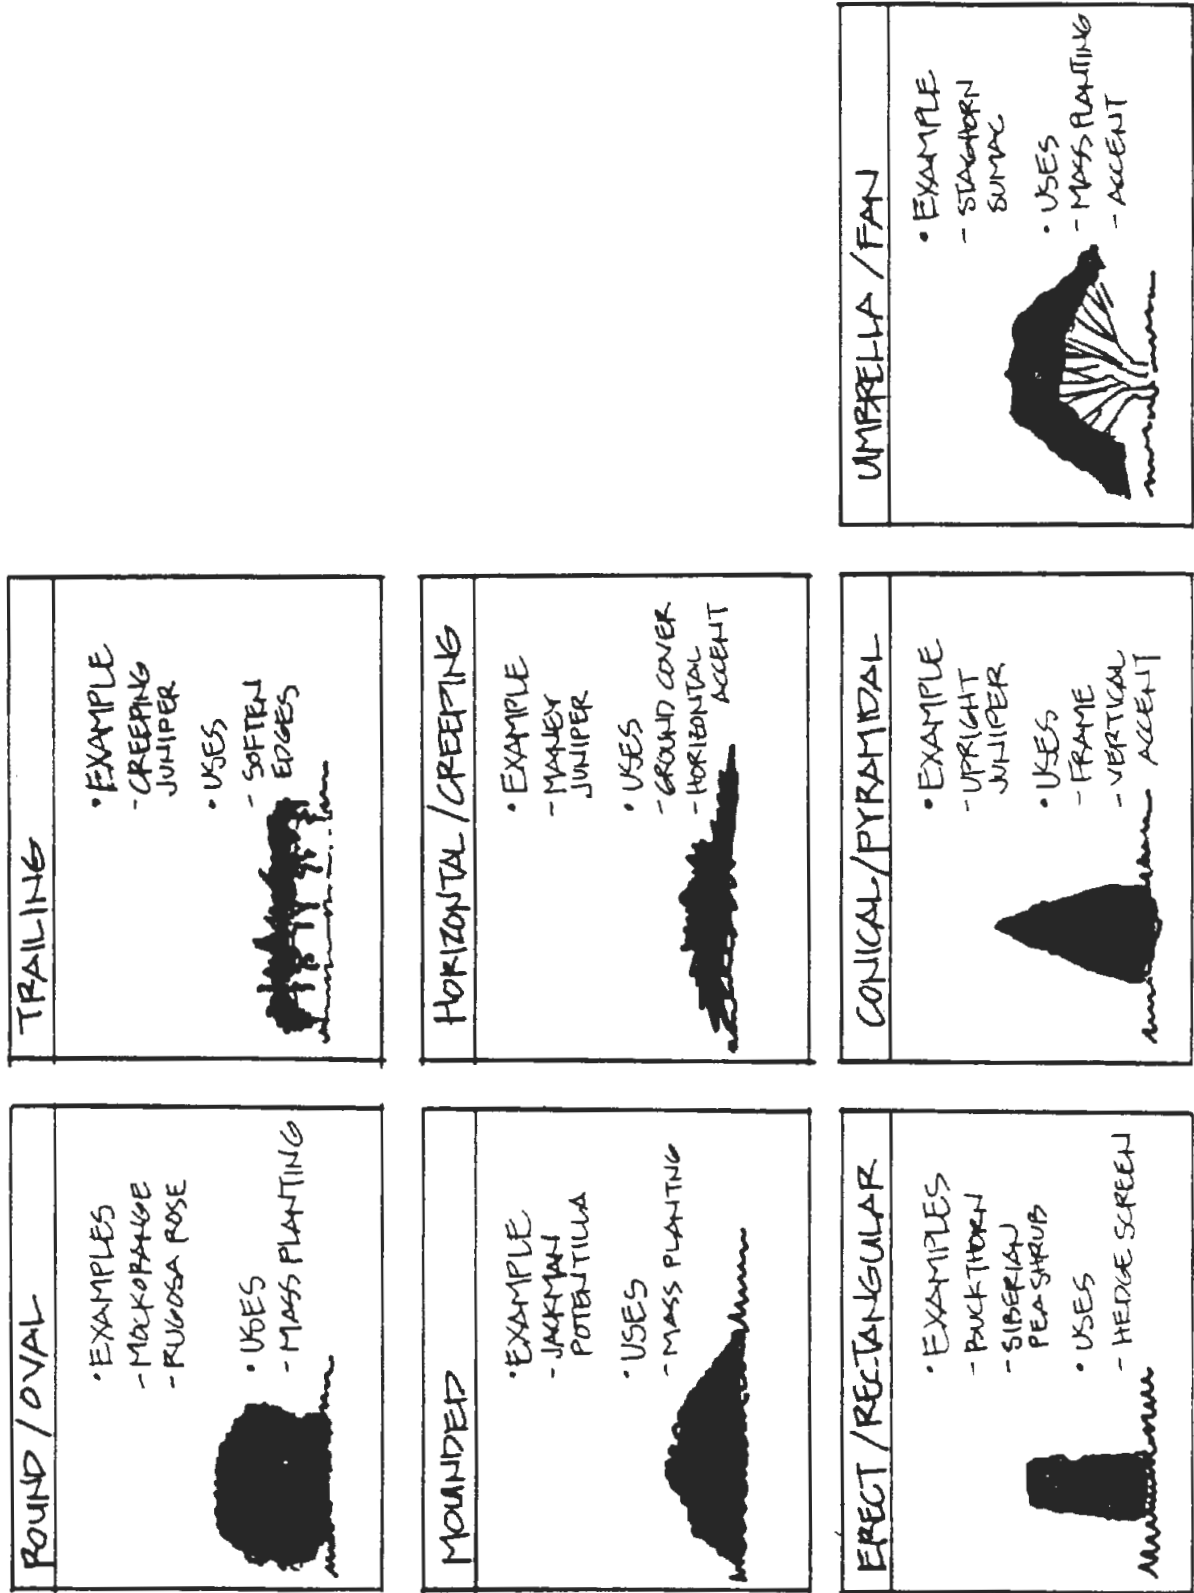 ROUND / OVAL
• EXAMPLES
- MOCKORANGE
- RUGOSA ROSE
• USES
- MASS PLANTING
TRAILING
• EXAMPLE
- CREEPING
JUNIPER
• USES
- SOFTEN
EDGES
MOUNDED
• EXAMPLE
- JACKMAN
POTENTILLA
• USES
- MASS PLANTNG
HORIZONTAL / CREEPING
• EXAMPLE
- MANEY
JUNIPER
• USES
- GROUND COVER
- HORIZONTAL
ACCENT
ERECT / RECTANGULAR
• EXAMPLES
- BUCKTHORN
- SIBERIAN
PEASHRUB
• USES
- HEDGE SCREEN
CONICAL / PYRAMIDAL
• EXAMPLE
- UPRIGHT
JUNIPER
• USES
- FRAME
- VERTICAL
ACCENT
UMBRELLA / FAN
• EXAMPLE
- STAGHORN
SUMAC
• USES
- MASS PLANTING
- ACCENT